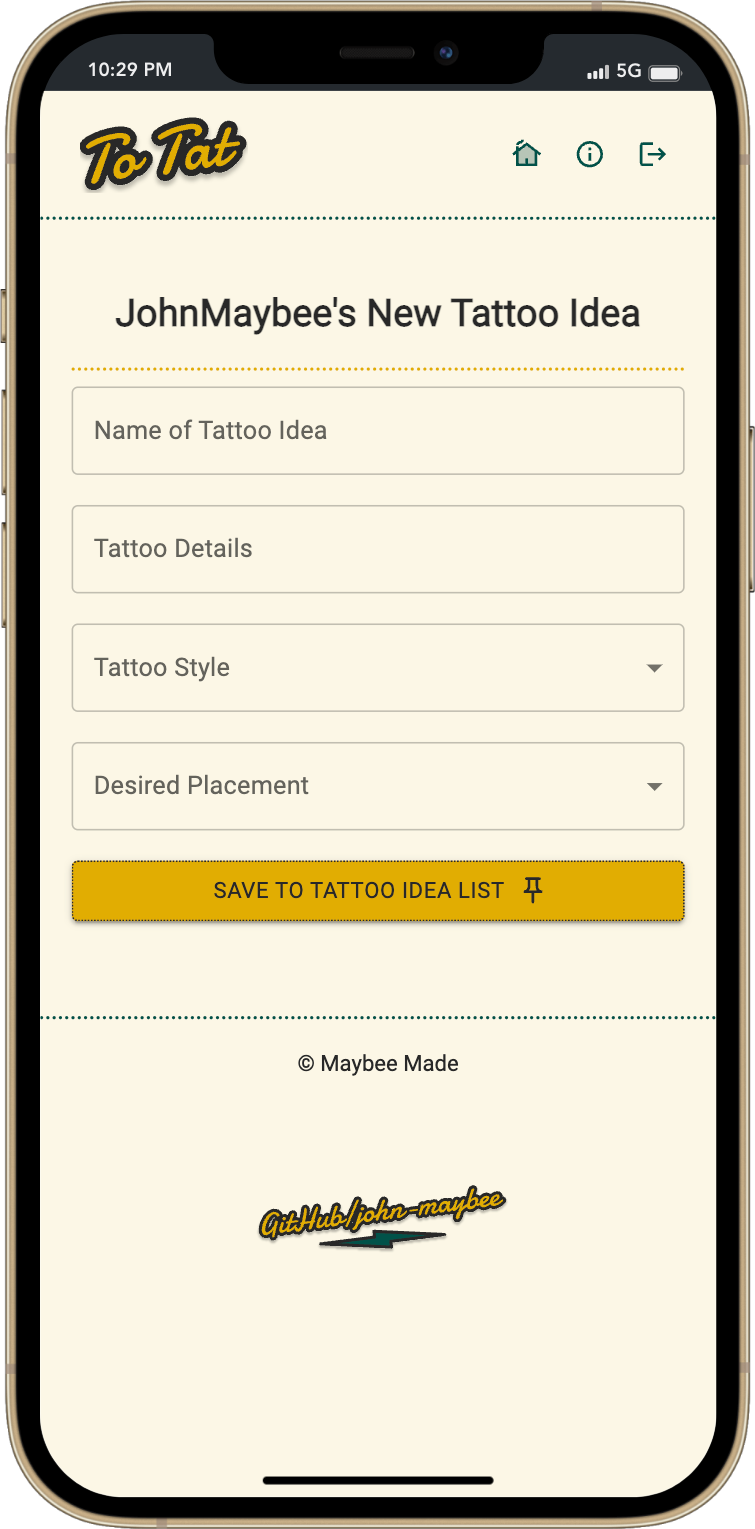 10:29 PM 5G
To Tat
JohnMaybee's New Tattoo Idea
Name of Tattoo Idea
Tattoo Details
Tattoo Style
Desired Placement
SAVE TO TATTOO IDEA LIST
© Maybee Made
GitHub/john-maybee